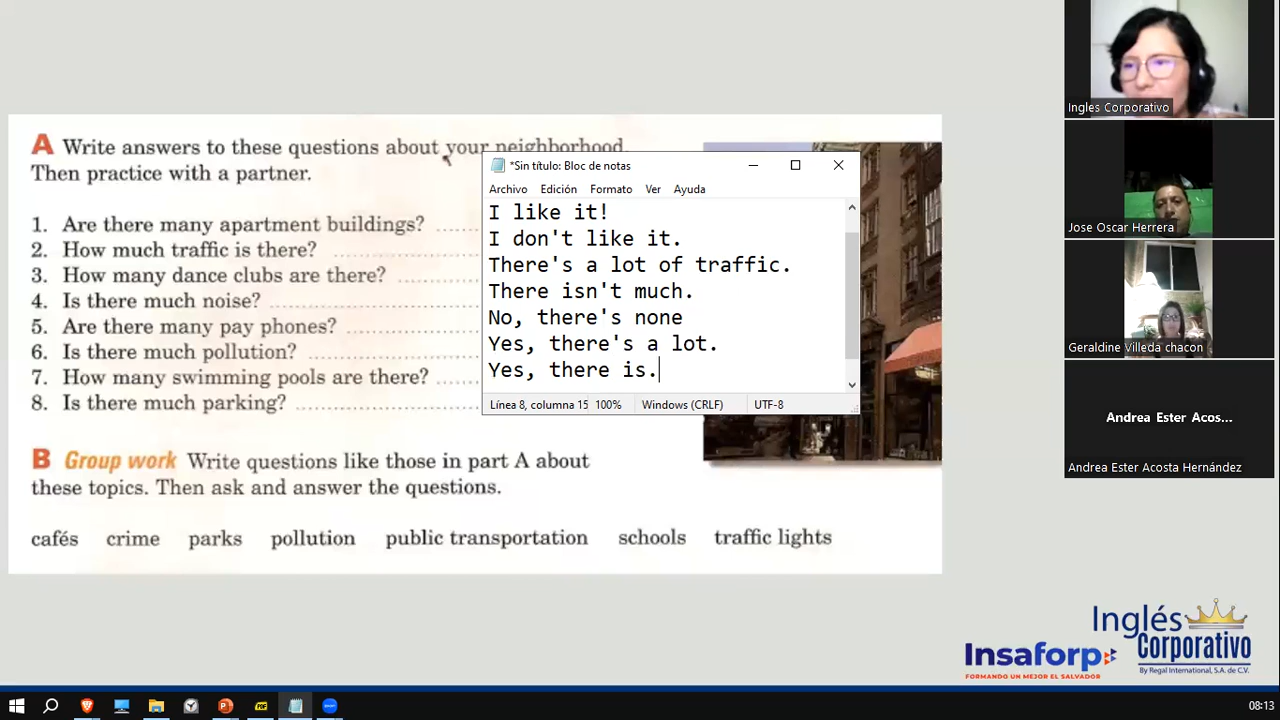 A Write answers to these questions about your neighborhood.
Then practice with a partner.
1. Are there many apartment buildings? ......
2. How much traffic is there? ....................
3. How many dance clubs are there? ............
4. Is there much noise? ..........................
5. Are there many pay phones? ..................
6. Is there much pollution? ......................
7. How many swimming pools are there? ......
8. Is there much parking? ........................
B Group work Write questions like those in part A about
these topics. Then ask and answer the questions.
cafés crime parks pollution public transportation schools traffic lights
*Sin título: Bloc de notas
Archivo Edición Formato Ver Ayuda
I like it!
I don't like it.
There's a lot of traffic.
There isn't much.
No, there's none
Yes, there's a lot.
Yes, there is.
Línea 8, columna 15 100% Windows (CRLF) UTF-8
Ingles Corporativo
Jose Oscar Herrera
Geraldine Villeda chacon
Andrea Ester Acos...
Andrea Ester Acosta Hernández
Insaforp
FORMANDO UN MEJOR EL SALVADOR
Inglés
Corporativo
By Regal International, S.A. de C.V.
08:13